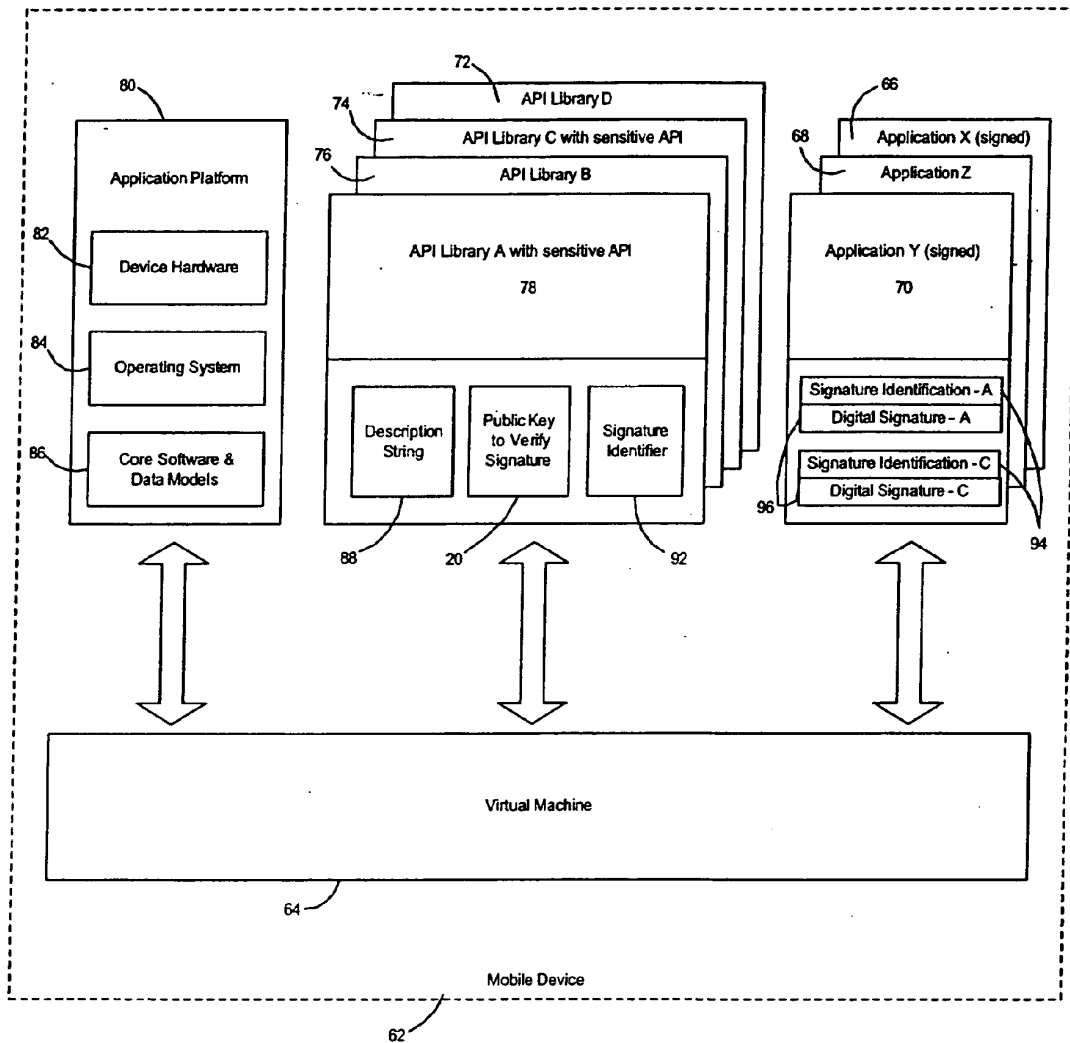 72
80
API Library D
66
74
API Library C with sensitive API
68
Application X (signed)
76
API Library B
Application Z
Application Platform
82
Device Hardware
API Library A with sensitive API
78
Application Y (signed)
70
84
Operating System
86
Core Software &
Data Models
Description
String
Public Key
to Verify
Signature
Signature
Identifier
Signature Identification - A
Digital Signature - A
Signature Identification - C
Digital Signature - C
96
94
88
20
92
Virtual Machine
64
Mobile Device
62